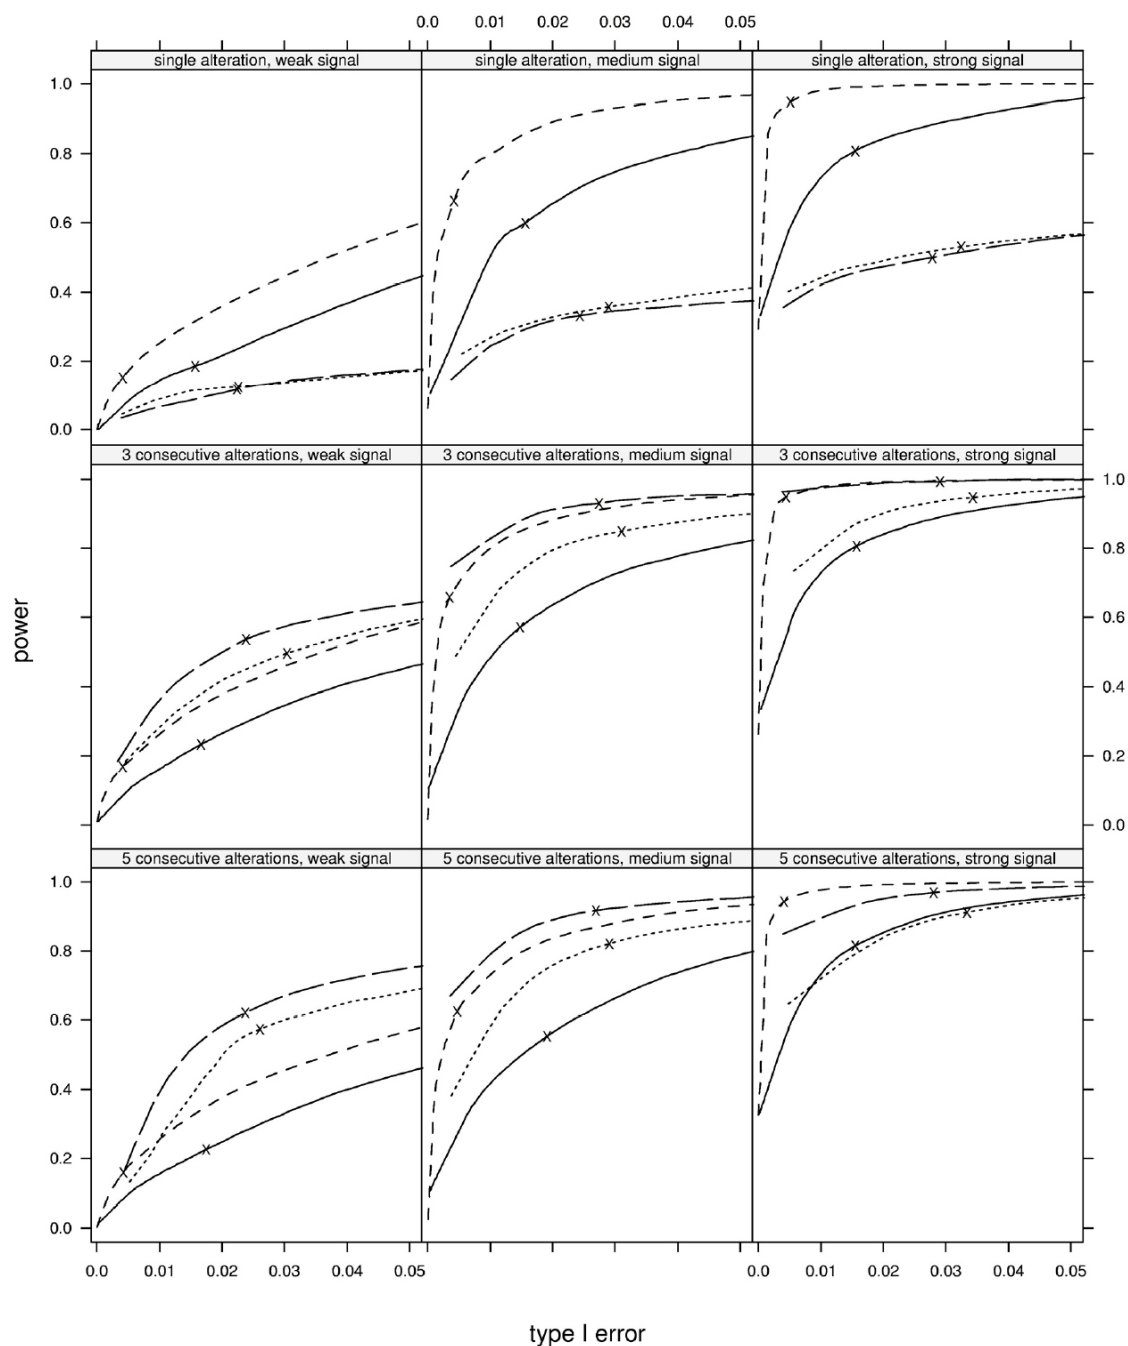 0.0 0.01 0.02 0.03 0.04 0.05
single alteration, weak signal
single alteration, medium signal
single alteration, strong signal
1.0
0.8
0.6
0.4
0.2
0.0
3 consecutive alterations, weak signal
3 consecutive alterations, medium signal
3 consecutive alterations, strong signal
1.0
0.8
0.6
0.4
0.2
0.0
power
5 consecutive alterations, weak signal
5 consecutive alterations, medium signal
5 consecutive alterations, strong signal
1.0
0.8
0.6
0.4
0.2
0.0
0.0 0.01 0.02 0.03 0.04 0.05
0.0 0.01 0.02 0.03 0.04 0.05
type I error